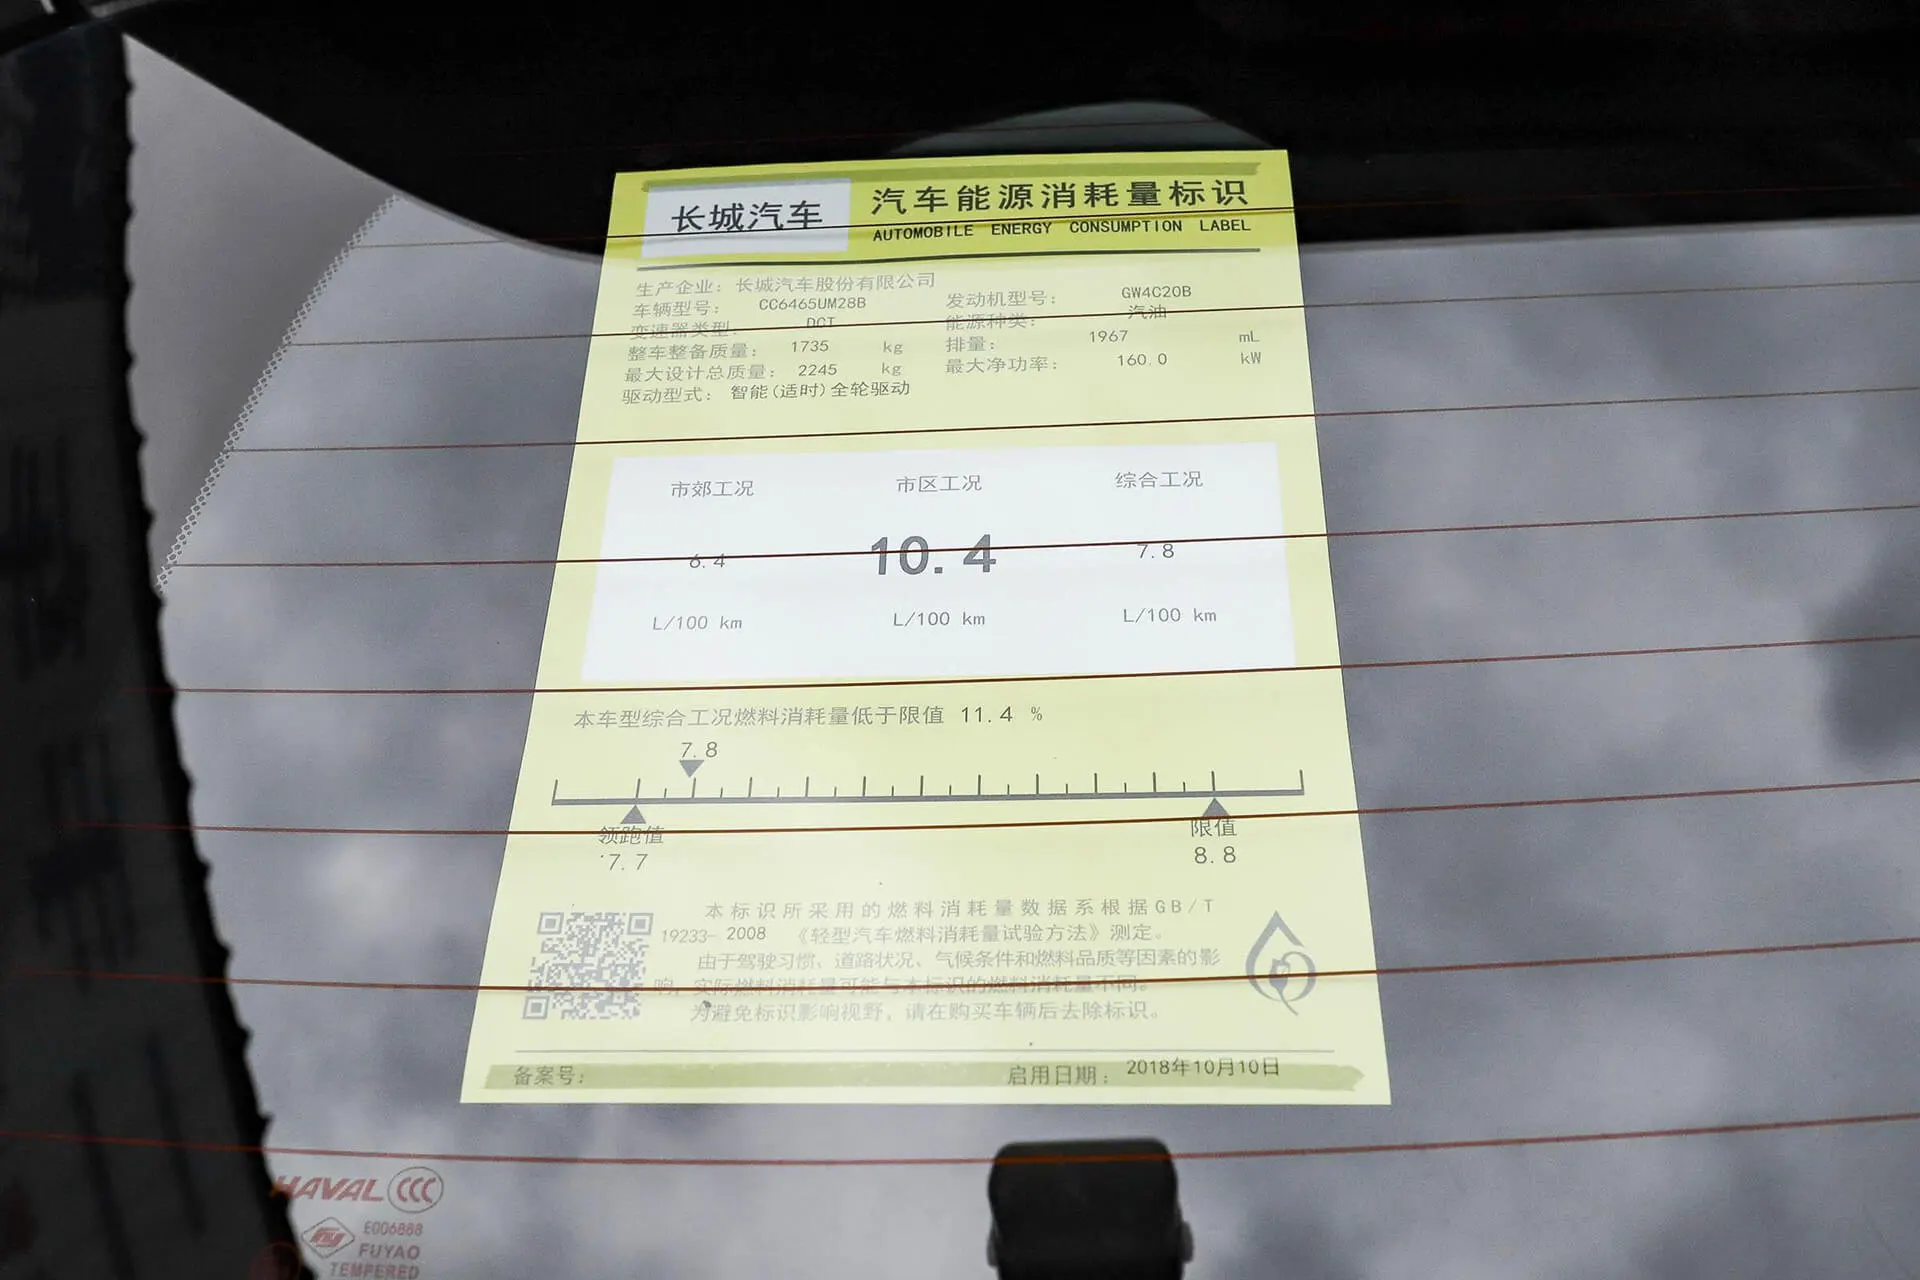 长城汽车
汽车能源消耗量标识
AUTOMOBILE ENERGY CONSUMPTION LABEL
生产企业：长城汽车股份有限公司
车辆型号： CC6465UM28B
变速器类型： DCT
整车整备质量： 1735 kg
最大设计总质量： 2245 kg
驱动型式： 智能(适时)全轮驱动
发动机型号： GW4C20B
能源种类： 汽油
排量： 1967 mL
最大净功率： 160.0 kW
市郊工况 市区工况 综合工况
6.4 10.4 7.8
L/100 km L/100 km L/100 km
本车型综合工况燃料消耗量低于限值 11.4 %
7.8
领跑值 限值
7.7 8.8
本标识所采用的燃料消耗量数据系根据GB/T
19233-2008 《轻型汽车燃料消耗量试验方法》测定。
由于驾驶习惯、道路状况、气候条件和燃料品质等因素的影
响，实际燃料消耗量可能与本标识的燃料消耗量不同。
为避免标识影响视野，请在购买车辆后去除标识。
备案号： 启用日期： 2018年10月10日
HAVAL CCC
E006888
FUYAO
TEMPERED